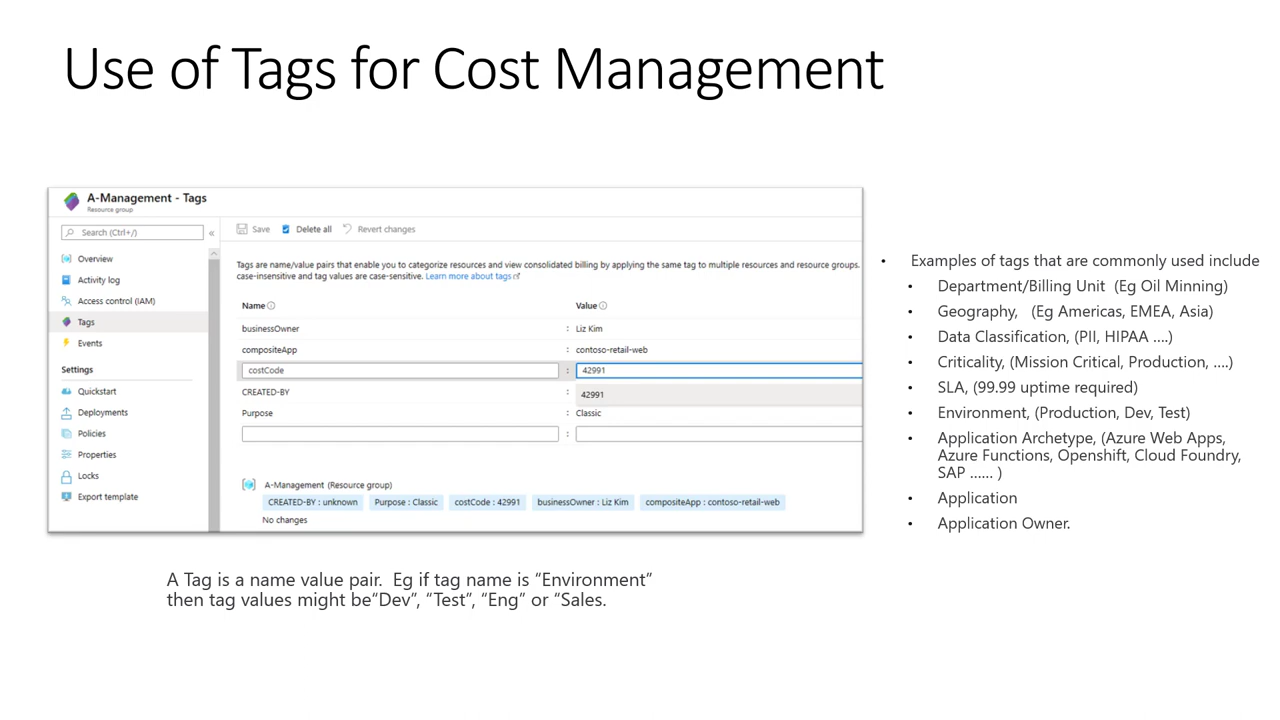 Use of Tags for Cost Management
A-Management - Tags
Resource group
Search (Ctrl+/)
«
Overview
Activity log
Access control (IAM)
Tags
Events
Settings
Quickstart
Deployments
Policies
Properties
Locks
Export template
Save
Delete all
Revert changes
Tags are name/value pairs that enable you to categorize resources and view consolidated billing by applying the same tag to multiple resources and resource groups.
case-insensitive and tag values are case-sensitive. Learn more about tags
Name
Value
businessOwner : Liz Kim
compositeApp : contoso-retail-web
costCode : 42991
CREATED-BY : 42991
Purpose : Classic
:
A-Management (Resource group)
CREATED-BY : unknown Purpose : Classic costCode : 42991 businessOwner : Liz Kim compositeApp : contoso-retail-web
No changes
• Examples of tags that are commonly used include
• Department/Billing Unit (Eg Oil Minning)
• Geography, (Eg Americas, EMEA, Asia)
• Data Classification, (PII, HIPAA ....)
• Criticality, (Mission Critical, Production, ....)
• SLA, (99.99 uptime required)
• Environment, (Production, Dev, Test)
• Application Archetype, (Azure Web Apps,
Azure Functions, Openshift, Cloud Foundry,
SAP ...... )
• Application
• Application Owner.
A Tag is a name value pair. Eg if tag name is “Environment”
then tag values might be“Dev”, “Test”, “Eng” or “Sales.